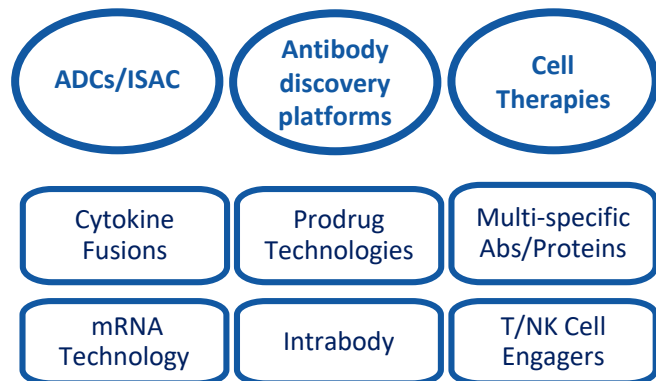 ADCs/ISAC
Antibody
discovery
platforms
Cell
Therapies
Cytokine
Fusions
Prodrug
Technologies
Multi-specific
Abs/Proteins
mRNA
Technology
Intrabody
T/NK Cell
Engagers